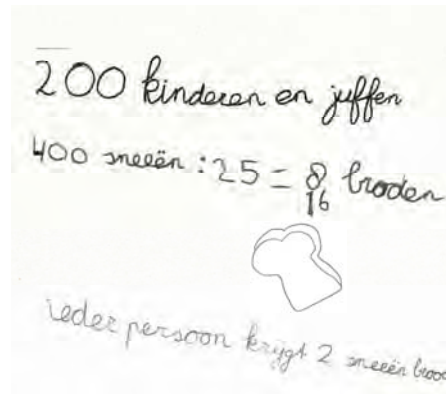 200 kinderen en juffen
400 sneeën : 25 = 8 broden
16
ieder persoon krijgt 2 sneeën